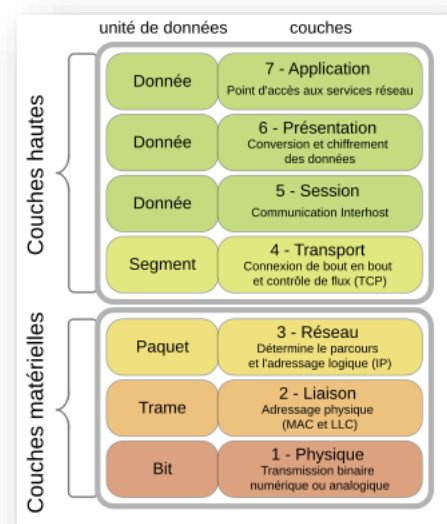 unité de données couches
Couches hautes
Donnée
7 - Application
Point d'accès aux services réseau
Donnée
6 - Présentation
Conversion et chiffrement
des données
Donnée
5 - Session
Communication Interhost
Segment
4 - Transport
Connexion de bout en bout
et contrôle de flux (TCP)
Couches matérielles
Paquet
3 - Réseau
Détermine le parcours
et l'adressage logique (IP)
Trame
2 - Liaison
Adressage physique
(MAC et LLC)
Bit
1 - Physique
Transmission binaire
numérique ou analogique